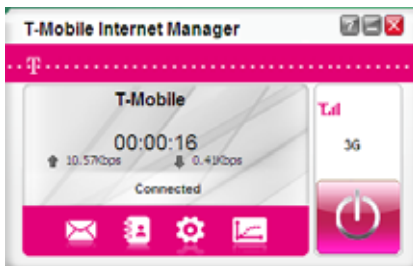 T-Mobile Internet Manager
T
T-Mobile
00:00:16
10.57Kbps 0.41Kbps
Connected
3G